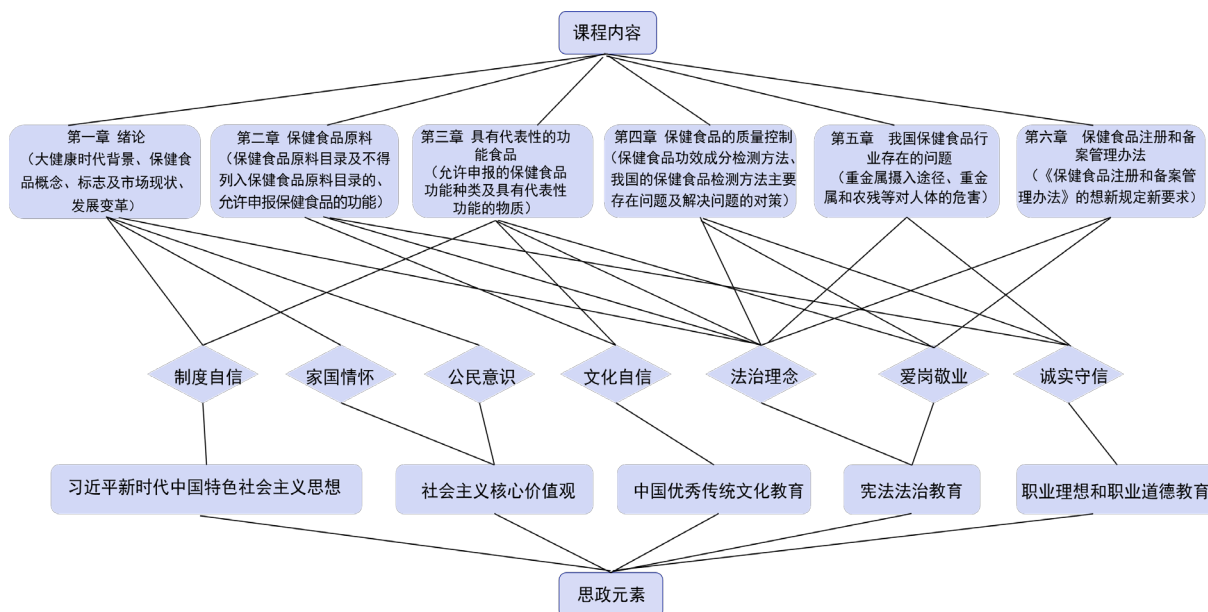 课程内容
第一章 绪论
（大健康时代背景、保健食
品概念、标志及市场现状、
发展变革）
第二章 保健食品原料
（保健食品原料目录及不得
列入保健食品原料目录的、
允许申报保健食品的功能）
第三章 具有代表性的功
能食品
（允许申报的保健食品
功能种类及具有代表性
功能的物质）
第四章 保健食品的质量控制
（保健食品功效成分检测方法、
我国的保健食品检测方法主要
存在问题及解决问题的对策）
第五章 我国保健食品行
业存在的问题
（重金属摄入途径、重金
属和农残等对人体的危害）
第六章 保健食品注册和备
案管理办法
（《保健食品注册和备案管
理办法》的想新规定新要求）
制度自信
家国情怀
公民意识
文化自信
法治理念
爱岗敬业
诚实守信
习近平新时代中国特色社会主义思想
社会主义核心价值观
中国优秀传统文化教育
宪法法治教育
职业理想和职业道德教育
思政元素